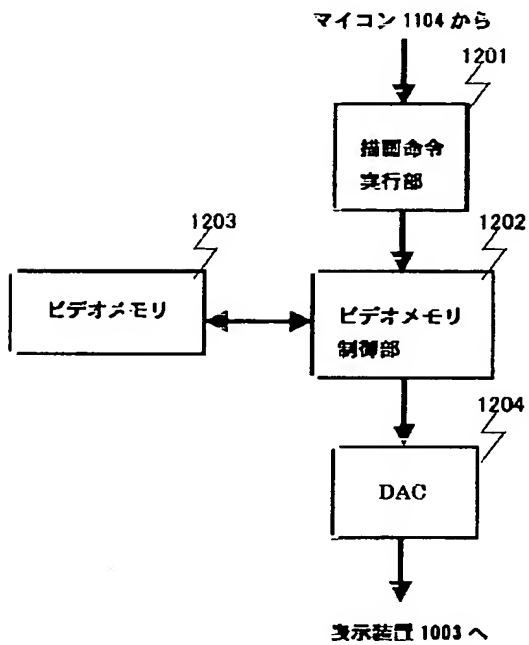 マイコン 1104 から
1201
描画命令
実行部
1203
1202
ビデオメモリ
ビデオメモリ
制御部
1204
DAC
表示装置 1003 へ